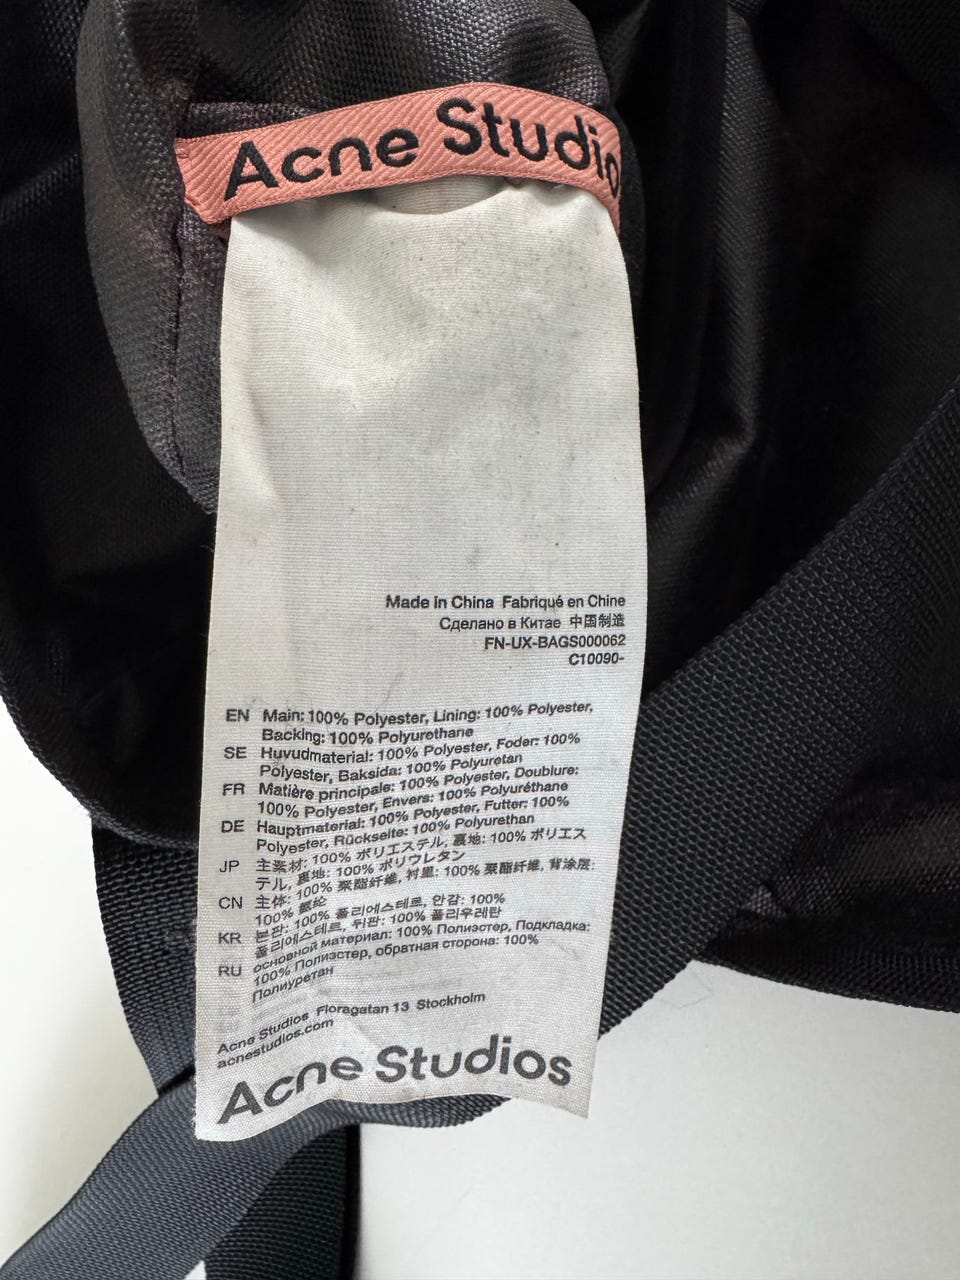 Acne Studio
Made in China Fabriqué en Chine
Сделано в Китае 中国制造
FN-UX-BAGS000062
C10090-
EN Main: 100% Polyester, Lining: 100% Polyester,
Backing: 100% Polyurethane
SE Huvudmaterial: 100% Polyester, Foder: 100%
Polyester, Baksida: 100% Polyuretan
FR Matière principale: 100% Polyester, Doublure:
100% Polyester, Envers: 100% Polyuréthane
DE Hauptmaterial: 100% Polyester, Futter: 100%
Polyester, Rückseite: 100% Polyurethan
JP 主素材: 100% ポリエステル, 裏地: 100% ポリエス
テル, 裏地: 100% ポリウレタン
CN 主体: 100% 聚酯纤维, 衬里: 100% 聚酯纤维, 背涂层:
100% 氨纶
KR 본판: 100% 폴리에스테르, 안감: 100%
폴리에스테르, 뒤판: 100% 폴리우레탄
RU основной материал: 100% Полиэстер, Подкладка:
100% Полиэстер, обратная сторона: 100%
Полиуретан
Acne Studios Floragatan 13 Stockholm
acnestudios.com
Acne Studios